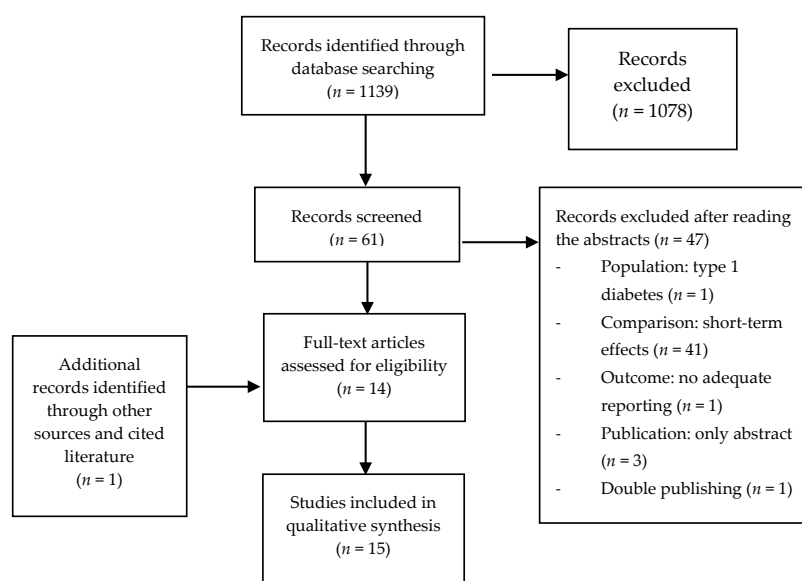 Records identified through
database searching
(n = 1139)
Records
excluded
(n = 1078)
Records screened
(n = 61)
Records excluded after reading
the abstracts (n = 47)
- Population: type 1
diabetes (n = 1)
- Comparison: short-term
effects (n = 41)
- Outcome: no adequate
reporting (n = 1)
- Publication: only abstract
(n = 3)
- Double publishing (n = 1)
Full-text articles
assessed for eligibility
(n = 14)
Additional
records identified
through other
sources and cited
literature
(n = 1)
Studies included in
qualitative synthesis
(n = 15)